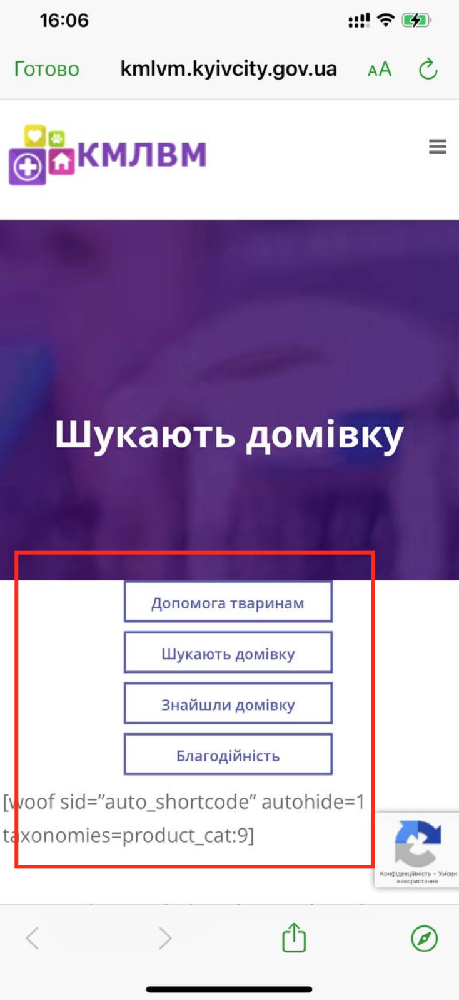 16:06
Готово kmlvm.kyivcity.gov.ua AA
КМЛВМ
Шукають домівку
Допомога тваринам
Шукають домівку
Знайшли домівку
Благодійність
[woof sid=”auto_shortcode” autohide=1
taxonomies=product_cat:9]
Конфіденційність - Умови
використання